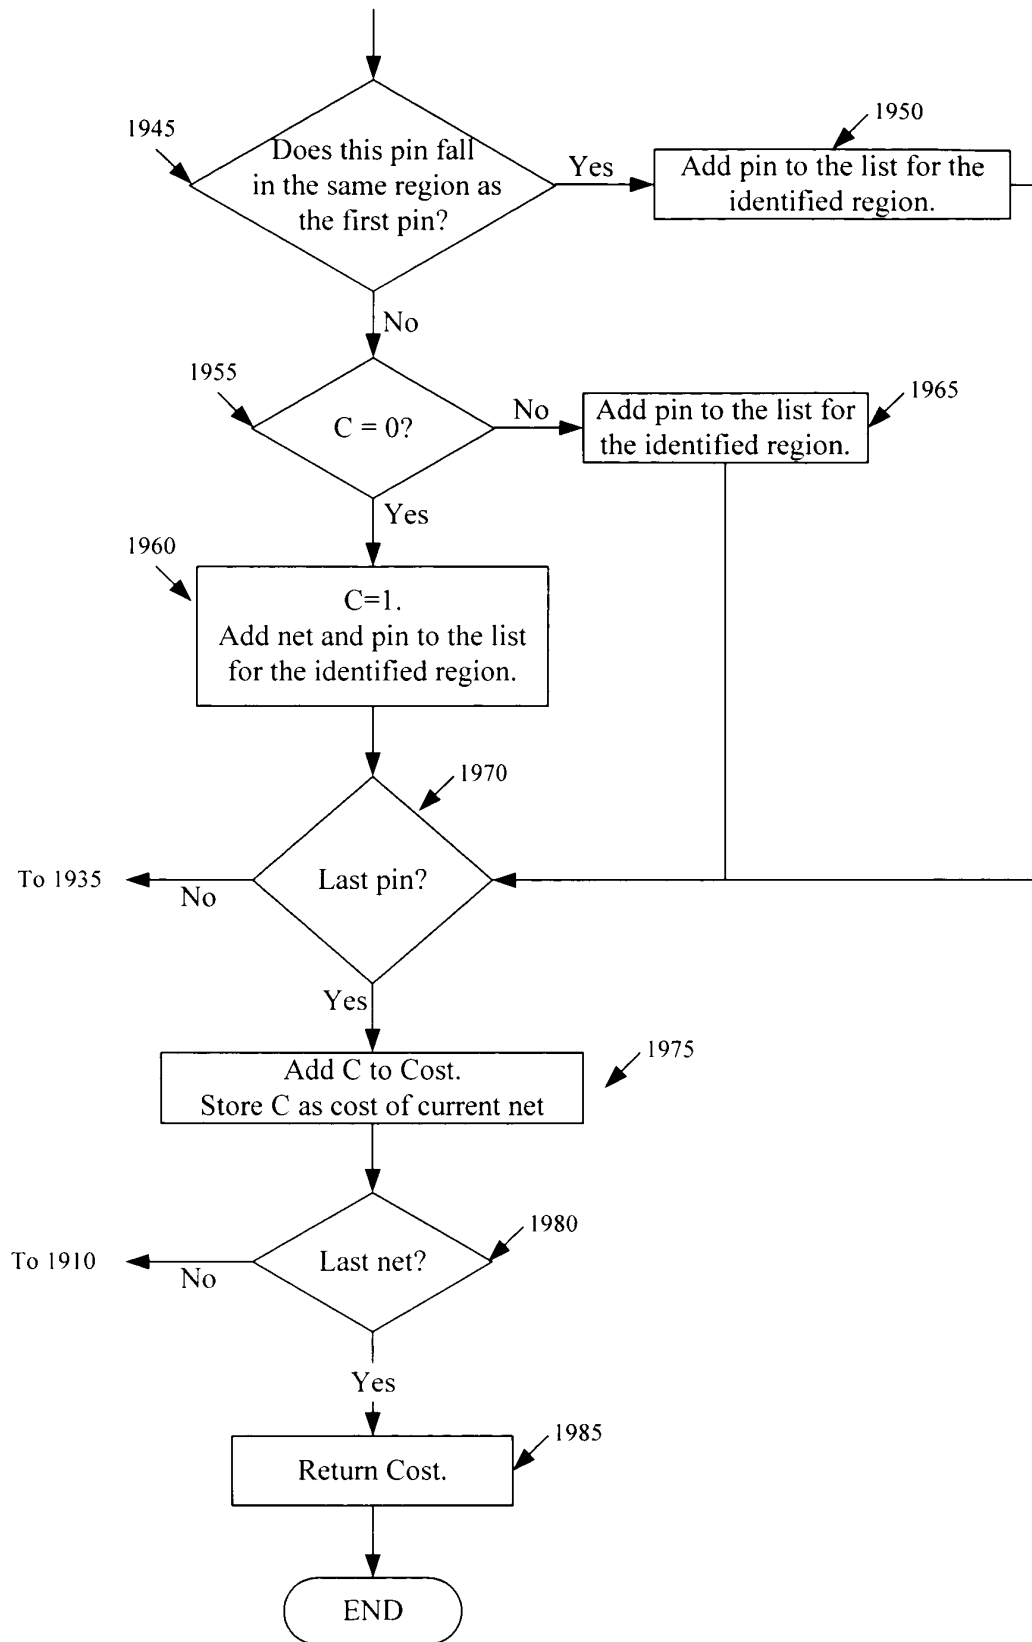 1945
Does this pin fall
in the same region as
the first pin?
Yes
1950
Add pin to the list for the
identified region.
No
1955
C = 0?
No
Add pin to the list for
the identified region.
1965
Yes
1960
C=1.
Add net and pin to the list
for the identified region.
1970
Last pin?
To 1935
No
Yes
Add C to Cost.
Store C as cost of current net
1975
Last net?
1980
To 1910
No
Yes
Return Cost.
1985
END